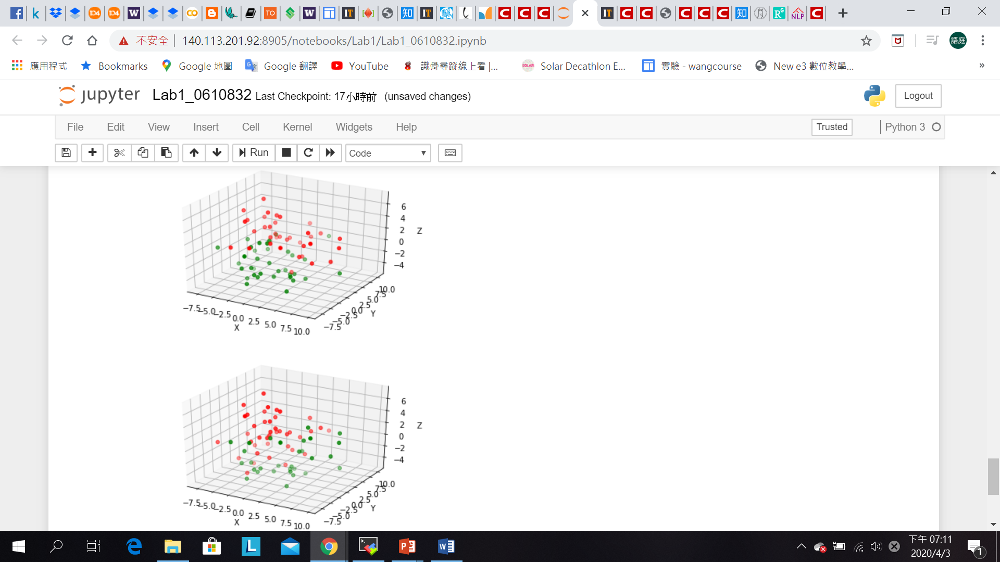 不安全 140.113.201.92:8905/notebooks/Lab1/Lab1_0610832.ipynb 語庭
應用程式 Bookmarks Google 地圖 Google 翻譯 YouTube 識骨尋蹤線上看 |... Solar Decathlon E... 實驗 - wangcourse New e3 數位教學... »
jupyter Lab1_0610832 Last Checkpoint: 17小時前 (unsaved changes) Logout
File Edit View Insert Cell Kernel Widgets Help Trusted Python 3
Run Code
6
4
2 Z
0
−2
−4
10.0
7.5
5.0
2.5
0.0 Y
−2.5
−5.0
−7.5
−7.5 −5.0 −2.5 0.0 2.5 5.0 7.5 10.0
X
6
4
2 Z
0
−2
−4
10.0
7.5
5.0
2.5
0.0 Y
−2.5
−5.0
−7.5
−7.5 −5.0 −2.5 0.0 2.5 5.0 7.5 10.0
X
下午 07:11
2020/4/3
1